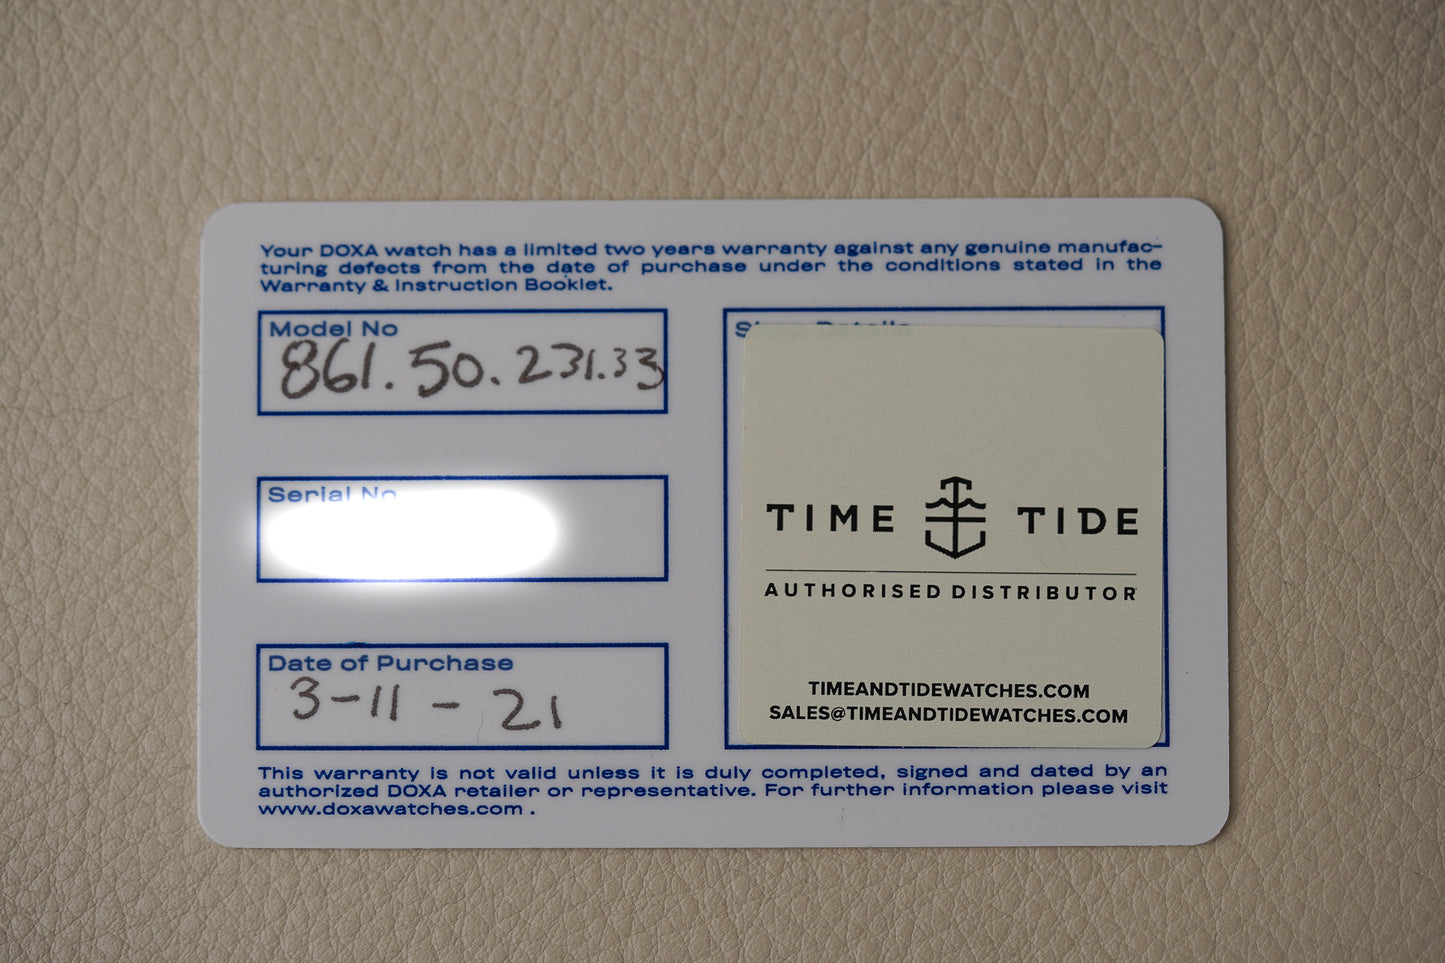 Your DOXA watch has a limited two years warranty against any genuine manufac-
turing defects from the date of purchase under the conditions stated in the
Warranty & Instruction Booklet.
Model No
861.50.231.33
Serial No
Date of Purchase
3-11-21
TIME TIDE
AUTHORISED DISTRIBUTOR
TIMEANDTIDEWATCHES.COM
SALES@TIMEANDTIDEWATCHES.COM
This warranty is not valid unless it is duly completed, signed and dated by an
authorized DOXA retailer or representative. For further information please visit
www.doxawatches.com .